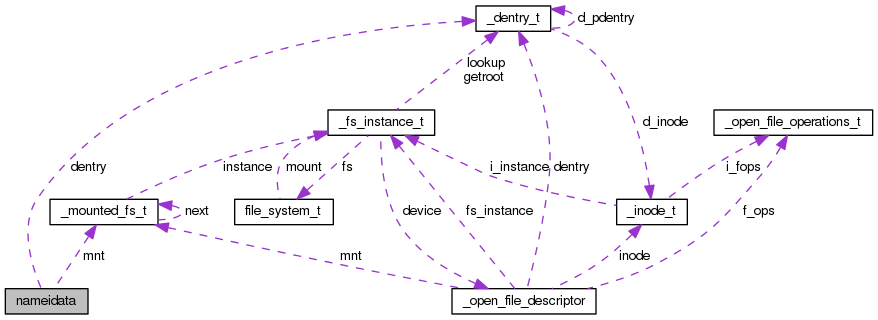 _dentry_t
d_pdentry
lookup
getroot
_fs_instance_t
d_inode
_open_file_operations_t
dentry
instance
mount
fs
i_instance
dentry
i_fops
_mounted_fs_t
next
file_system_t
device
fs_instance
_inode_t
f_ops
mnt
mnt
inode
nameidata
_open_file_descriptor